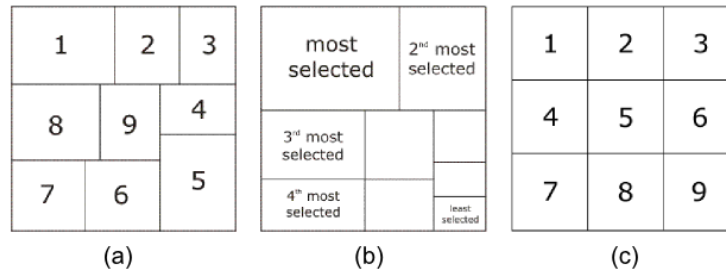 1 2 3
8 9 4
7 6 5
(a)
most
selected
2nd most
selected
3rd most
selected
4th most
selected
least
selected
(b)
1 2 3
4 5 6
7 8 9
(c)